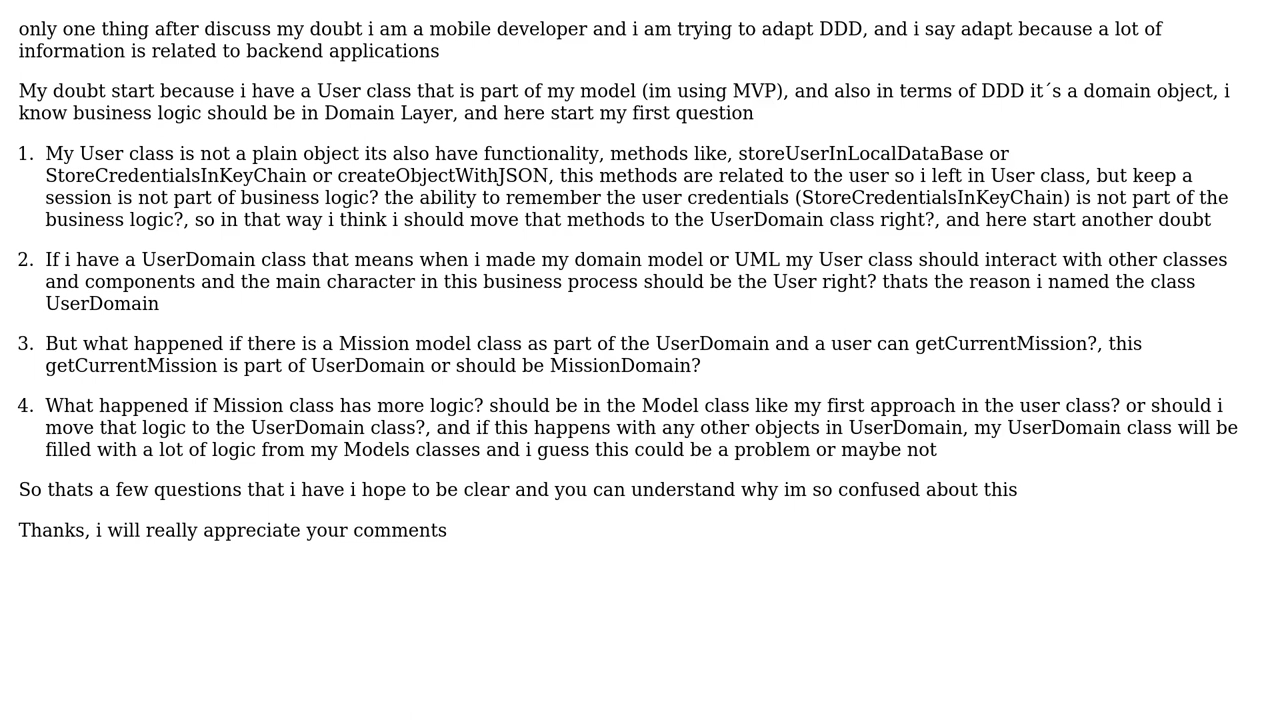 only one thing after discuss my doubt i am a mobile developer and i am trying to adapt DDD, and i say adapt because a lot of
information is related to backend applications
My doubt start because i have a User class that is part of my model (im using MVP), and also in terms of DDD it´s a domain object, i
know business logic should be in Domain Layer, and here start my first question
1. My User class is not a plain object its also have functionality, methods like, storeUserInLocalDataBase or
StoreCredentialsInKeyChain or createObjectWithJSON, this methods are related to the user so i left in User class, but keep a
session is not part of business logic? the ability to remember the user credentials (StoreCredentialsInKeyChain) is not part of the
business logic?, so in that way i think i should move that methods to the UserDomain class right?, and here start another doubt
2. If i have a UserDomain class that means when i made my domain model or UML my User class should interact with other classes
and components and the main character in this business process should be the User right? thats the reason i named the class
UserDomain
3. But what happened if there is a Mission model class as part of the UserDomain and a user can getCurrentMission?, this
getCurrentMission is part of UserDomain or should be MissionDomain?
4. What happened if Mission class has more logic? should be in the Model class like my first approach in the user class? or should i
move that logic to the UserDomain class?, and if this happens with any other objects in UserDomain, my UserDomain class will be
filled with a lot of logic from my Models classes and i guess this could be a problem or maybe not
So thats a few questions that i have i hope to be clear and you can understand why im so confused about this
Thanks, i will really appreciate your comments